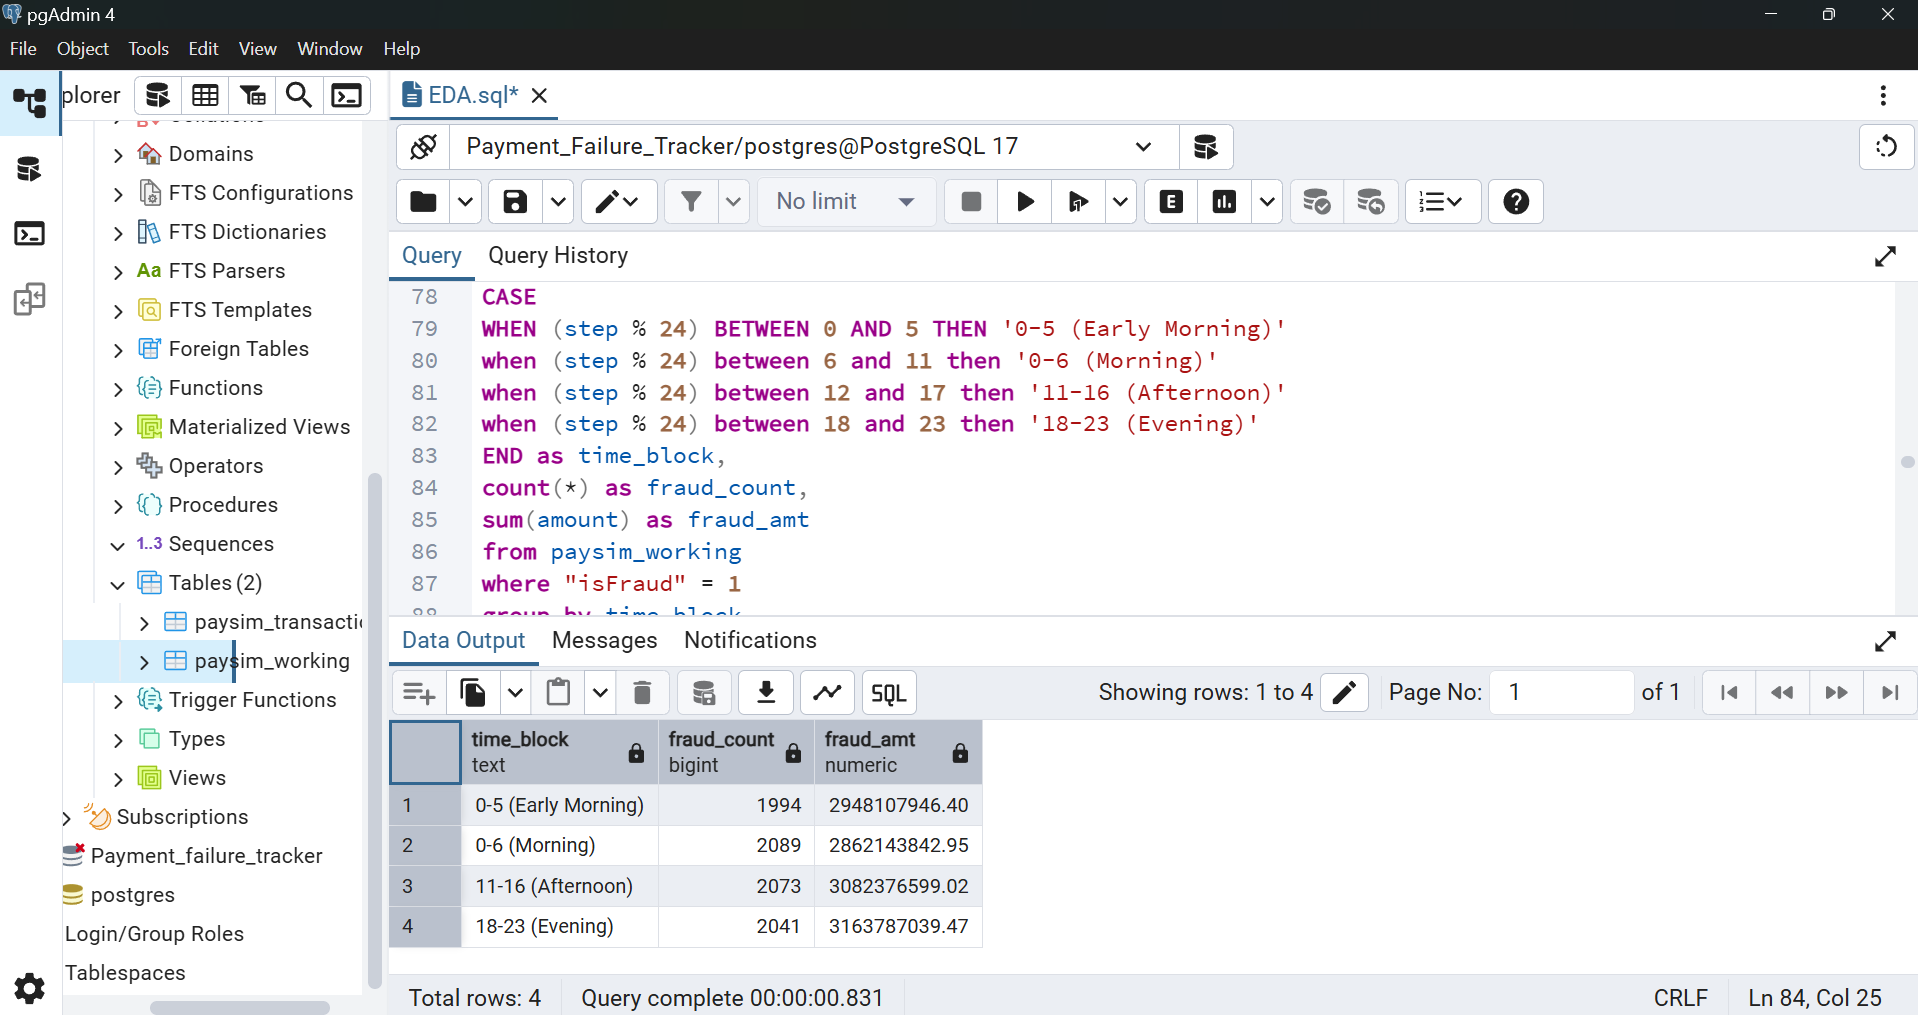 pgAdmin 4
File Object Tools Edit View Window Help
plorer
EDA.sql*
Payment_Failure_Tracker/postgres@PostgreSQL 17
No limit
Query Query History
Domains
FTS Configurations
FTS Dictionaries
Aa FTS Parsers
FTS Templates
Foreign Tables
Functions
Materialized Views
Operators
Procedures
1..3 Sequences
Tables (2)
paysim_transacti
paysim_working
Trigger Functions
Types
Views
Subscriptions
Payment_failure_tracker
postgres
Login/Group Roles
Tablespaces
78 CASE
79 WHEN (step % 24) BETWEEN 0 AND 5 THEN '0-5 (Early Morning)'
80 when (step % 24) between 6 and 11 then '0-6 (Morning)'
81 when (step % 24) between 12 and 17 then '11-16 (Afternoon)'
82 when (step % 24) between 18 and 23 then '18-23 (Evening)'
83 END as time_block,
84 count(*) as fraud_count,
85 sum(amount) as fraud_amt
86 from paysim_working
87 where "isFraud" = 1
88 group by time_block
Data Output Messages Notifications
SQL
Showing rows: 1 to 4
Page No: 1 of 1
time_block text fraud_count bigint fraud_amt numeric
1 0-5 (Early Morning) 1994 2948107946.40
2 0-6 (Morning) 2089 2862143842.95
3 11-16 (Afternoon) 2073 3082376599.02
4 18-23 (Evening) 2041 3163787039.47
Total rows: 4 Query complete 00:00:00.831 CRLF Ln 84, Col 25